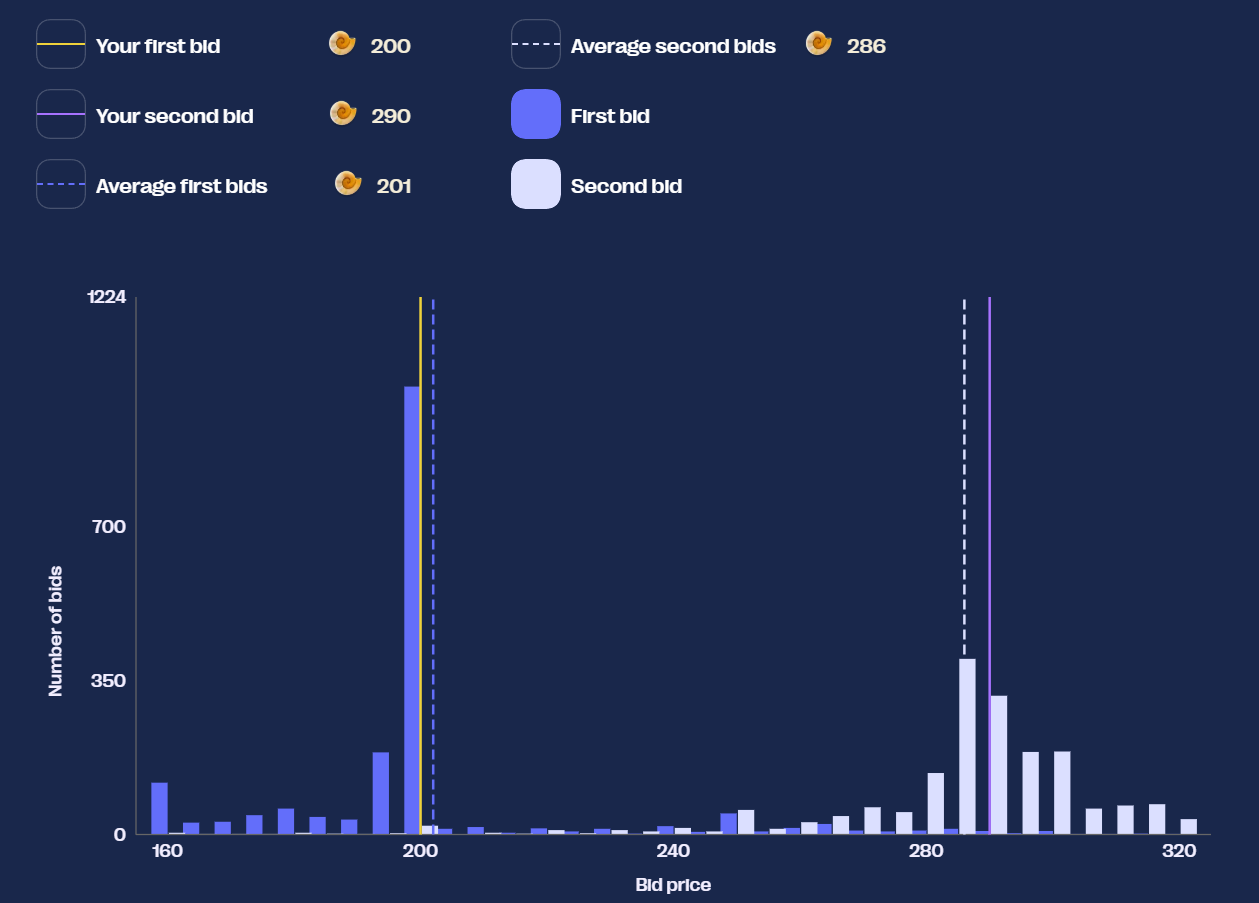 Your first bid 200
Average second bids 286
Your second bid 290
First bid
Average first bids 201
Second bid
1224
700
350
0
Number of bids
160 200 240 280 320
Bid price